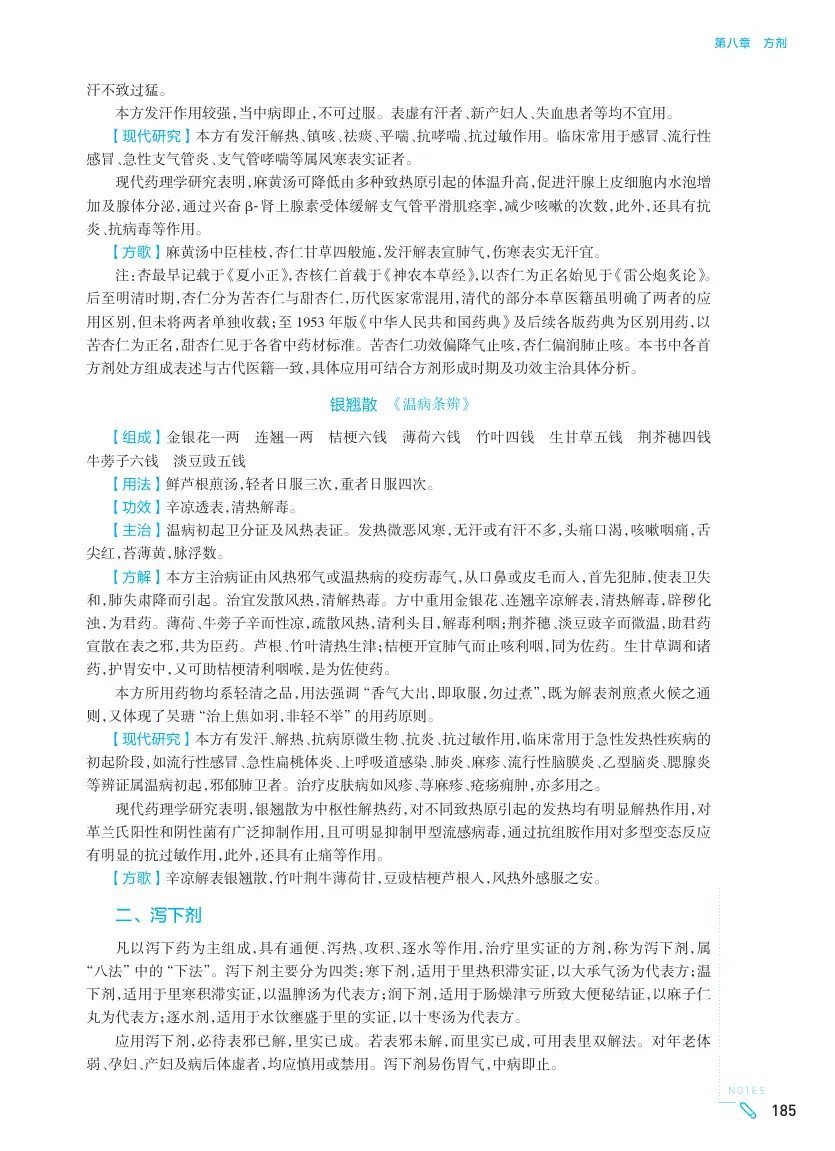 第八章　方剂
汗不致过猛。
本方发汗作用较强,当中病即止,不可过服。表虚有汗者、新产妇人、失血患者等均不宜用。
【现代研究】本方有发汗解热、镇咳、祛痰、平喘、抗哮喘、抗过敏作用。临床常用于感冒、流行性
感冒、急性支气管炎、支气管哮喘等属风寒表实证者。
现代药理学研究表明,麻黄汤可降低由多种致热原引起的体温升高,促进汗腺上皮细胞内水泡增
加及腺体分泌,通过兴奋β-肾上腺素受体缓解支气管平滑肌痉挛,减少咳嗽的次数,此外,还具有抗
炎、抗病毒等作用。
【方歌】麻黄汤中臣桂枝,杏仁甘草四般施,发汗解表宣肺气,伤寒表实无汗宜。
注:杏最早记载于《夏小正》,杏核仁首载于《神农本草经》,以杏仁为正名始见于《雷公炮炙论》。
后至明清时期,杏仁分为苦杏仁与甜杏仁,历代医家常混用,清代的部分本草医籍虽明确了两者的应
用区别,但未将两者单独收载;至 1953 年版《中华人民共和国药典》及后续各版药典为区别用药,以
苦杏仁为正名,甜杏仁见于各省中药材标准。苦杏仁功效偏降气止咳,杏仁偏润肺止咳。本书中各首
方剂处方组成表述与古代医籍一致,具体应用可结合方剂形成时期及功效主治具体分析。
银翘散　《温病条辨》
【组成】金银花一两　连翘一两　桔梗六钱　薄荷六钱　竹叶四钱　生甘草五钱　荆芥穗四钱
牛蒡子六钱　淡豆豉五钱
【用法】鲜芦根煎汤,轻者日服三次,重者日服四次。
【功效】辛凉透表,清热解毒。
【主治】温病初起卫分证及风热表证。发热微恶风寒,无汗或有汗不多,头痛口渴,咳嗽咽痛,舌
尖红,苔薄黄,脉浮数。
【方解】本方主治病证由风热邪气或温热病的疫疠毒气,从口鼻或皮毛而入,首先犯肺,使表卫失
和,肺失肃降而引起。治宜发散风热,清解热毒。方中重用金银花、连翘辛凉解表,清热解毒,辟秽化
浊,为君药。薄荷、牛蒡子辛而性凉,疏散风热,清利头目,解毒利咽;荆芥穗、淡豆豉辛而微温,助君药
宣散在表之邪,共为臣药。芦根、竹叶清热生津;桔梗开宣肺气而止咳利咽,同为佐药。生甘草调和诸
药,护胃安中,又可助桔梗清利咽喉,是为佐使药。
本方所用药物均系轻清之品,用法强调“香气大出,即取服,勿过煮”,既为解表剂煎煮火候之通
则,又体现了吴瑭“治上焦如羽,非轻不举”的用药原则。
【现代研究】本方有发汗、解热、抗病原微生物、抗炎、抗过敏作用,临床常用于急性发热性疾病的
初起阶段,如流行性感冒、急性扁桃体炎、上呼吸道感染、肺炎、麻疹、流行性脑膜炎、乙型脑炎、腮腺炎
等辨证属温病初起,邪郁肺卫者。治疗皮肤病如风疹、荨麻疹、疮疡痈肿,亦多用之。
现代药理学研究表明,银翘散为中枢性解热药,对不同致热原引起的发热均有明显解热作用,对
革兰氏阳性和阴性菌有广泛抑制作用,且可明显抑制甲型流感病毒,通过抗组胺作用对多型变态反应
有明显的抗过敏作用,此外,还具有止痛等作用。
【方歌】辛凉解表银翘散,竹叶荆牛薄荷甘,豆豉桔梗芦根入,风热外感服之安。
二、泻下剂
凡以泻下药为主组成,具有通便、泻热、攻积、逐水等作用,治疗里实证的方剂,称为泻下剂,属
“八法”中的“下法”。泻下剂主要分为四类:寒下剂,适用于里热积滞实证,以大承气汤为代表方;温
下剂,适用于里寒积滞实证,以温脾汤为代表方;润下剂,适用于肠燥津亏所致大便秘结证,以麻子仁
丸为代表方;逐水剂,适用于水饮壅盛于里的实证,以十枣汤为代表方。
应用泻下剂,必待表邪已解,里实已成。若表邪未解,而里实已成,可用表里双解法。对年老体
弱、孕妇、产妇及病后体虚者,均应慎用或禁用。泻下剂易伤胃气,中病即止。
NOTES
185